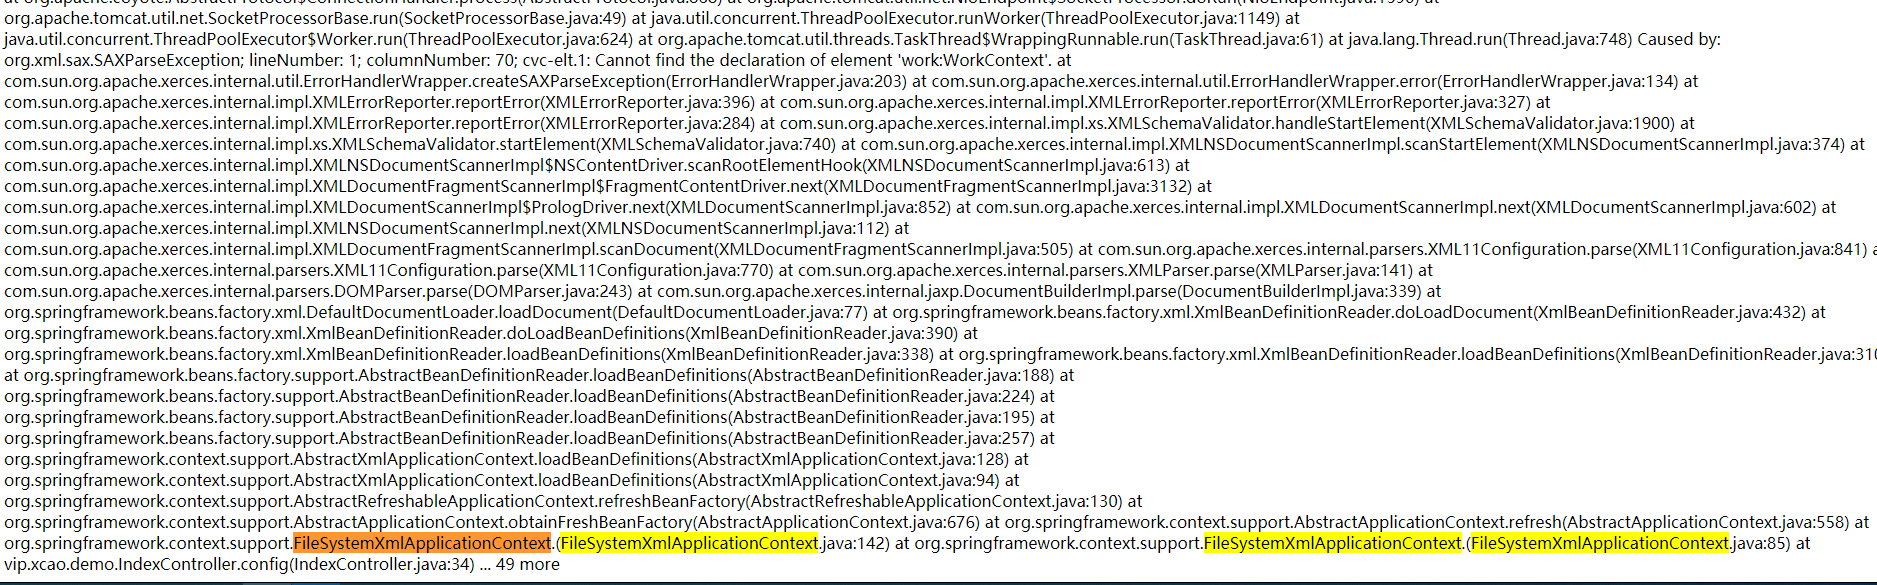 at org.apache.coyote.AbstractProtocol$ConnectionHandler.process(AbstractProtocol.java:868) at org.apache.tomcat.util.net.NioEndpoint$SocketProcessor.doRun(NioEndpoint.java:1590) at
org.apache.tomcat.util.net.SocketProcessorBase.run(SocketProcessorBase.java:49) at java.util.concurrent.ThreadPoolExecutor.runWorker(ThreadPoolExecutor.java:1149) at
java.util.concurrent.ThreadPoolExecutor$Worker.run(ThreadPoolExecutor.java:624) at org.apache.tomcat.util.threads.TaskThread$WrappingRunnable.run(TaskThread.java:61) at java.lang.Thread.run(Thread.java:748) Caused by:
org.xml.sax.SAXParseException; lineNumber: 1; columnNumber: 70; cvc-elt.1: Cannot find the declaration of element 'work:WorkContext'. at
com.sun.org.apache.xerces.internal.util.ErrorHandlerWrapper.createSAXParseException(ErrorHandlerWrapper.java:203) at com.sun.org.apache.xerces.internal.util.ErrorHandlerWrapper.error(ErrorHandlerWrapper.java:134) at
com.sun.org.apache.xerces.internal.impl.XMLErrorReporter.reportError(XMLErrorReporter.java:396) at com.sun.org.apache.xerces.internal.impl.XMLErrorReporter.reportError(XMLErrorReporter.java:327) at
com.sun.org.apache.xerces.internal.impl.XMLErrorReporter.reportError(XMLErrorReporter.java:284) at com.sun.org.apache.xerces.internal.impl.xs.XMLSchemaValidator.handleStartElement(XMLSchemaValidator.java:1900) at
com.sun.org.apache.xerces.internal.impl.xs.XMLSchemaValidator.startElement(XMLSchemaValidator.java:740) at com.sun.org.apache.xerces.internal.impl.XMLNSDocumentScannerImpl.scanStartElement(XMLNSDocumentScannerImpl.java:374) at
com.sun.org.apache.xerces.internal.impl.XMLNSDocumentScannerImpl$NSContentDriver.scanRootElementHook(XMLNSDocumentScannerImpl.java:613) at
com.sun.org.apache.xerces.internal.impl.XMLDocumentFragmentScannerImpl$FragmentContentDriver.next(XMLDocumentFragmentScannerImpl.java:3132) at
com.sun.org.apache.xerces.internal.impl.XMLDocumentScannerImpl$PrologDriver.next(XMLDocumentScannerImpl.java:852) at com.sun.org.apache.xerces.internal.impl.XMLDocumentScannerImpl.next(XMLDocumentScannerImpl.java:602) at
com.sun.org.apache.xerces.internal.impl.XMLNSDocumentScannerImpl.next(XMLNSDocumentScannerImpl.java:112) at
com.sun.org.apache.xerces.internal.impl.XMLDocumentFragmentScannerImpl.scanDocument(XMLDocumentFragmentScannerImpl.java:505) at com.sun.org.apache.xerces.internal.parsers.XML11Configuration.parse(XML11Configuration.java:841) a
com.sun.org.apache.xerces.internal.parsers.XML11Configuration.parse(XML11Configuration.java:770) at com.sun.org.apache.xerces.internal.parsers.XMLParser.parse(XMLParser.java:141) at
com.sun.org.apache.xerces.internal.parsers.DOMParser.parse(DOMParser.java:243) at com.sun.org.apache.xerces.internal.jaxp.DocumentBuilderImpl.parse(DocumentBuilderImpl.java:339) at
org.springframework.beans.factory.xml.DefaultDocumentLoader.loadDocument(DefaultDocumentLoader.java:77) at org.springframework.beans.factory.xml.XmlBeanDefinitionReader.doLoadDocument(XmlBeanDefinitionReader.java:432) at
org.springframework.beans.factory.xml.XmlBeanDefinitionReader.doLoadBeanDefinitions(XmlBeanDefinitionReader.java:390) at
org.springframework.beans.factory.xml.XmlBeanDefinitionReader.loadBeanDefinitions(XmlBeanDefinitionReader.java:338) at org.springframework.beans.factory.xml.XmlBeanDefinitionReader.loadBeanDefinitions(XmlBeanDefinitionReader.java:310
at org.springframework.beans.factory.support.AbstractBeanDefinitionReader.loadBeanDefinitions(AbstractBeanDefinitionReader.java:188) at
org.springframework.beans.factory.support.AbstractBeanDefinitionReader.loadBeanDefinitions(AbstractBeanDefinitionReader.java:224) at
org.springframework.beans.factory.support.AbstractBeanDefinitionReader.loadBeanDefinitions(AbstractBeanDefinitionReader.java:195) at
org.springframework.beans.factory.support.AbstractBeanDefinitionReader.loadBeanDefinitions(AbstractBeanDefinitionReader.java:257) at
org.springframework.context.support.AbstractXmlApplicationContext.loadBeanDefinitions(AbstractXmlApplicationContext.java:128) at
org.springframework.context.support.AbstractXmlApplicationContext.loadBeanDefinitions(AbstractXmlApplicationContext.java:94) at
org.springframework.context.support.AbstractRefreshableApplicationContext.refreshBeanFactory(AbstractRefreshableApplicationContext.java:130) at
org.springframework.context.support.AbstractApplicationContext.obtainFreshBeanFactory(AbstractApplicationContext.java:676) at org.springframework.context.support.AbstractApplicationContext.refresh(AbstractApplicationContext.java:558) at
org.springframework.context.support.FileSystemXmlApplicationContext.(FileSystemXmlApplicationContext.java:142) at org.springframework.context.support.FileSystemXmlApplicationContext.(FileSystemXmlApplicationContext.java:85) at
vip.xcao.demo.IndexController.config(IndexController.java:34) ... 49 more